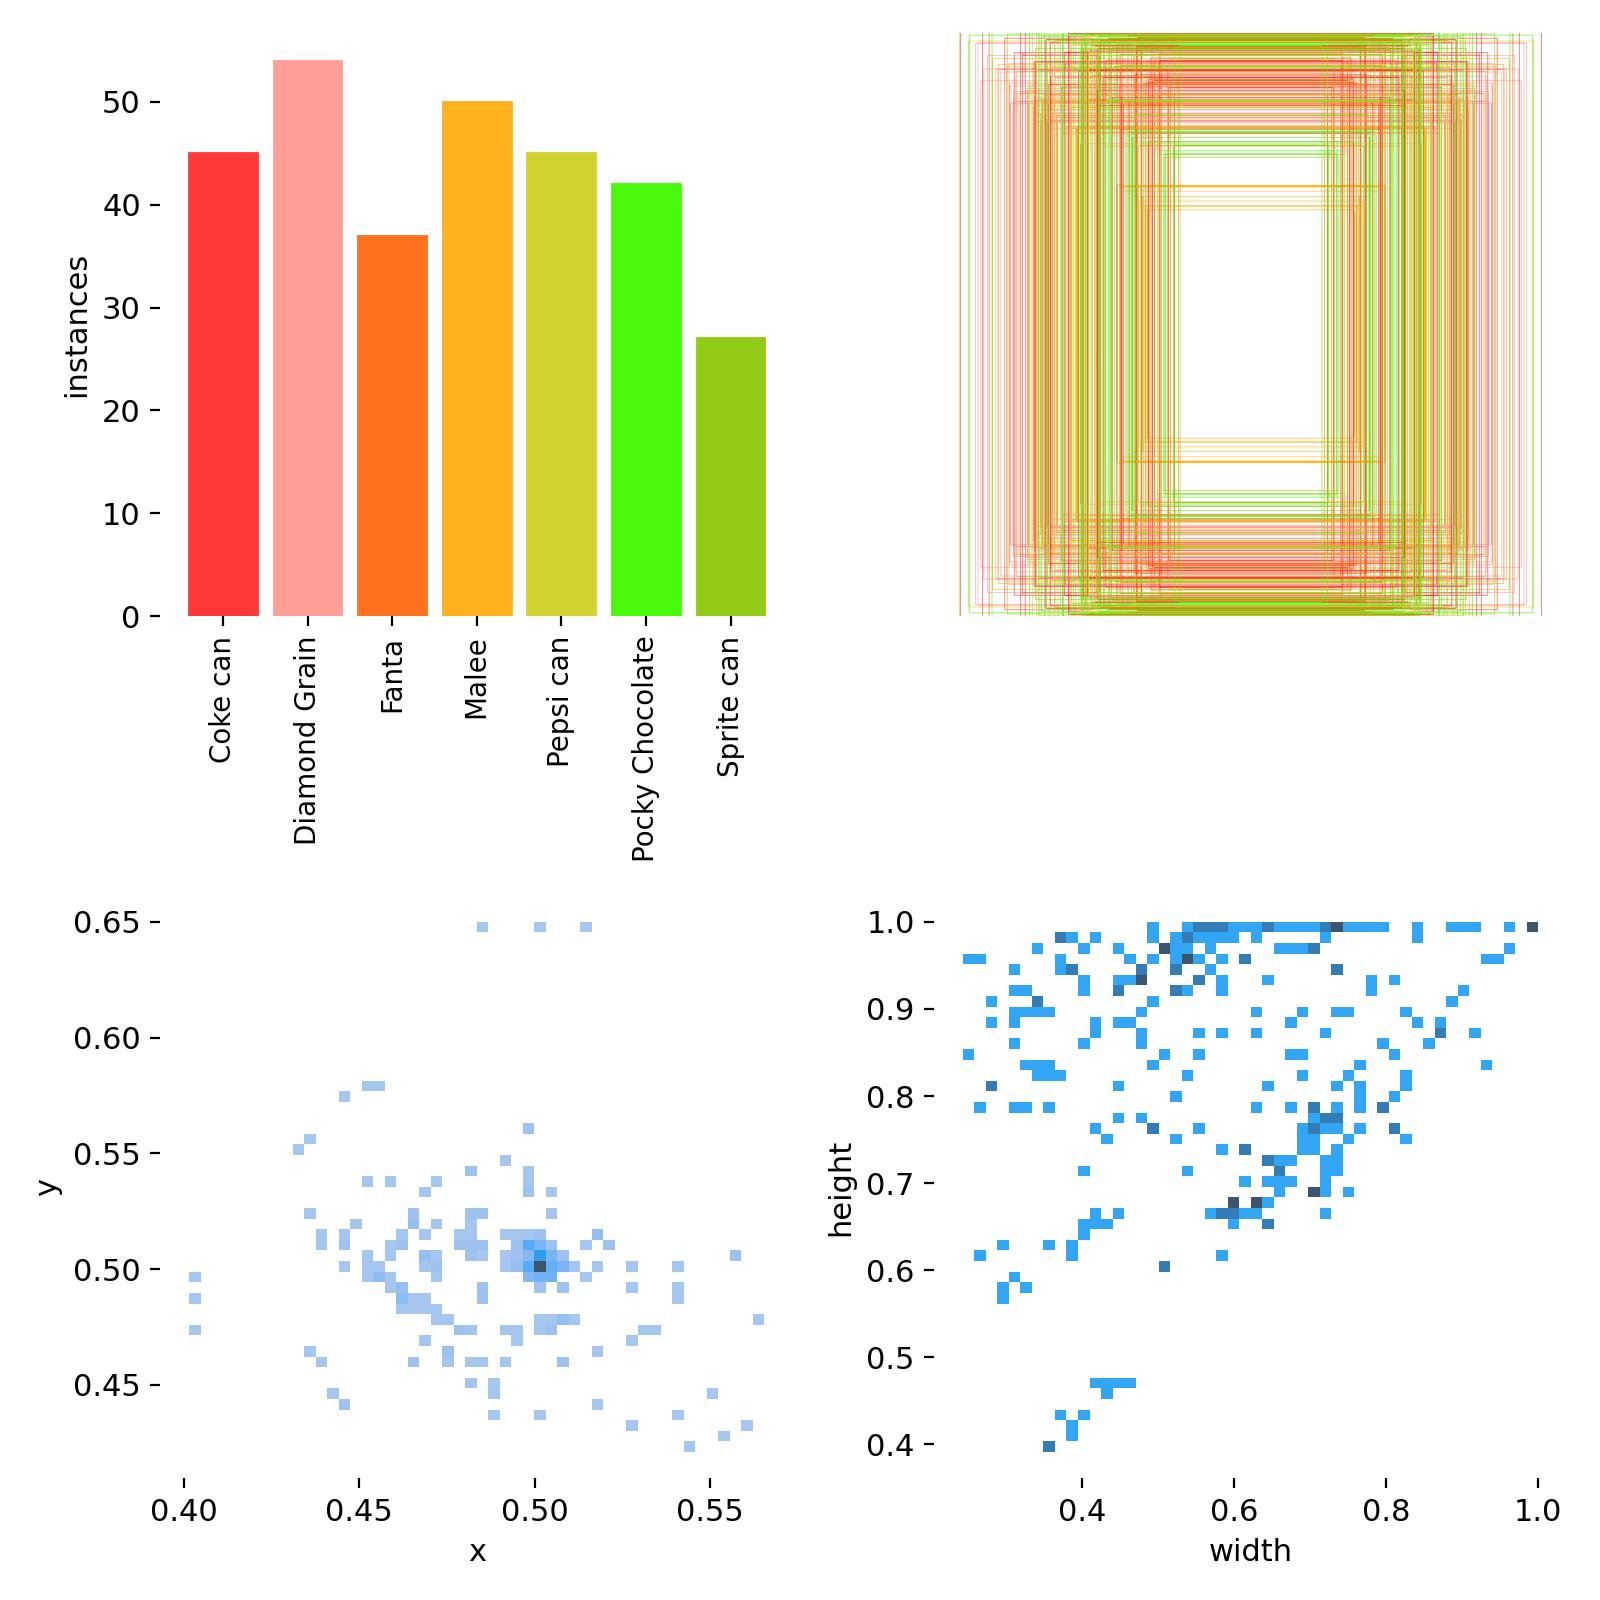 instances
50
40
30
20
10
0
Coke can
Diamond Grain
Fanta
Malee
Pepsi can
Pocky Chocolate
Sprite can
y
0.65
0.60
0.55
0.50
0.45
0.40 0.45 0.50 0.55
x
height
1.0
0.9
0.8
0.7
0.6
0.5
0.4
0.4 0.6 0.8 1.0
width